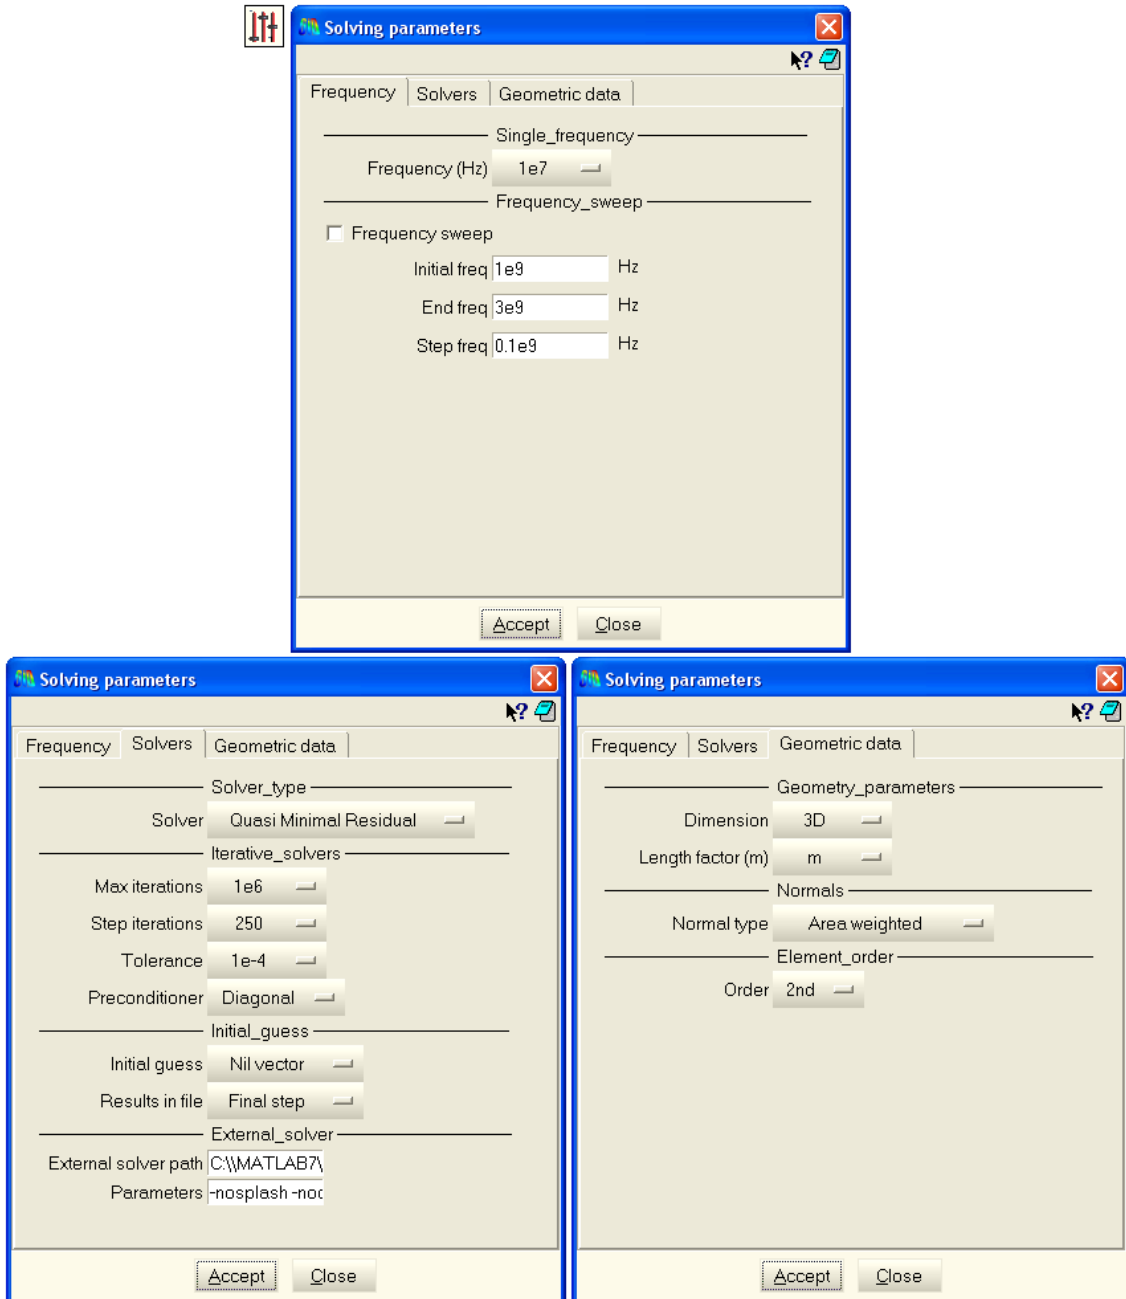 Solving parameters
Frequency Solvers Geometric data
Single_frequency
Frequency (Hz) 1e7
Frequency_sweep
Frequency sweep
Initial freq 1e9 Hz
End freq 3e9 Hz
Step freq 0.1e9 Hz
Accept Close
Solving parameters
Frequency Solvers Geometric data
Solver_type
Solver Quasi Minimal Residual
Iterative_solvers
Max iterations 1e6
Step iterations 250
Tolerance 1e-4
Preconditioner Diagonal
Initial_guess
Initial guess Nil vector
Results in file Final step
External_solver
External solver path C:\\MATLAB7\
Parameters -nosplash -noc
Accept Close
Solving parameters
Frequency Solvers Geometric data
Geometry_parameters
Dimension 3D
Length factor (m) m
Normals
Normal type Area weighted
Element_order
Order 2nd
Accept Close